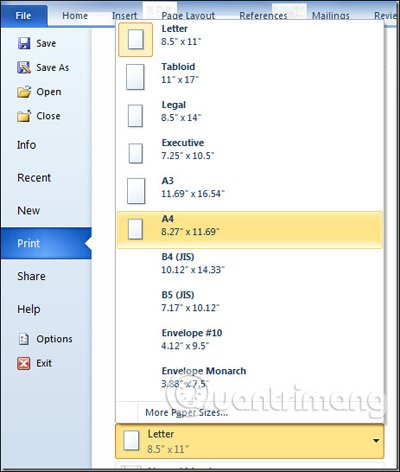 File Home Insert Page Layout References Mailings Revie
Save
Save As
Open
Close
Info
Recent
New
Print
Share
Help
Options
Exit
Letter
8.5" x 11"
Tabloid
11" x 17"
Legal
8.5" x 14"
Executive
7.25" x 10.5"
A3
11.69" x 16.54"
A4
8.27" x 11.69"
B4 (JIS)
10.12" x 14.33"
B5 (JIS)
7.17" x 10.12"
Envelope #10
4.12" x 9.5"
Envelope Monarch
3.88" x 7.5"
More Paper Sizes...
Quantrimang
Letter
8.5" x 11"